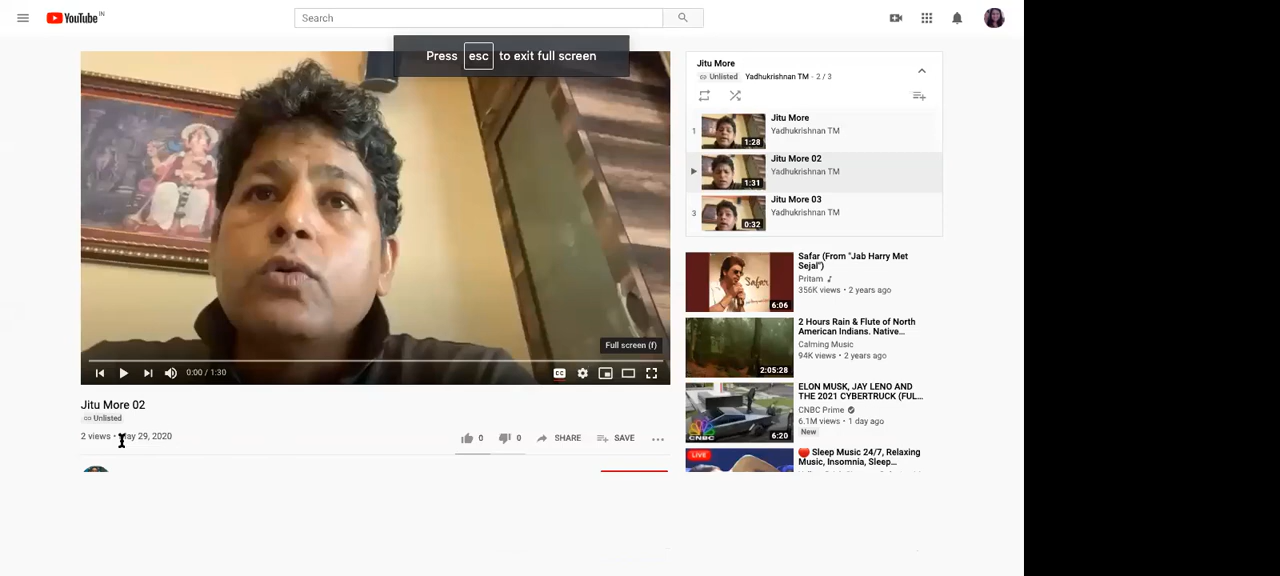 YouTube IN
Search
Press esc to exit full screen
Full screen (f)
0:00 / 1:30
CC
Jitu More 02
Unlisted
2 views • May 29, 2020
0
0
SHARE
SAVE
Jitu More
Unlisted Yadhukrishnan TM - 2 / 3
1
1:28
Jitu More
Yadhukrishnan TM
1:31
Jitu More 02
Yadhukrishnan TM
3
0:32
Jitu More 03
Yadhukrishnan TM
Safar
6:06
Safar (From "Jab Harry Met
Sejal")
Pritam
356K views • 2 years ago
2:05:28
2 Hours Rain & Flute of North
American Indians. Native...
Calming Music
94K views • 2 years ago
CNBC
6:20
ELON MUSK, JAY LENO AND
THE 2021 CYBERTRUCK (FUL...
CNBC Prime
6.1M views • 1 day ago
New
LIVE
Sleep Music 24/7, Relaxing
Music, Insomnia, Sleep...